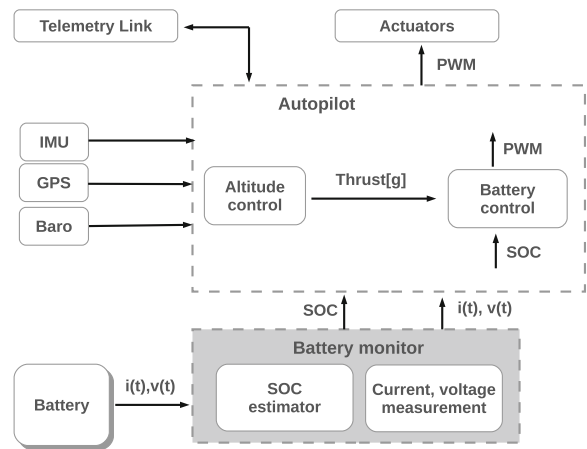 Telemetry Link
Actuators
PWM
Autopilot
IMU
PWM
GPS
Altitude
control
Thrust[g]
Battery
control
Baro
SOC
SOC
i(t), v(t)
Battery monitor
Battery
i(t),v(t)
SOC
estimator
Current, voltage
measurement